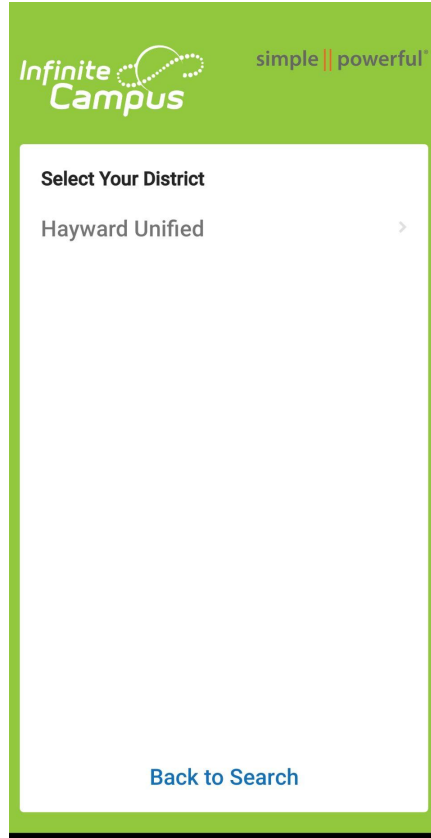 Infinite
Campus
simple || powerful®
Select Your District
Hayward Unified
Back to Search